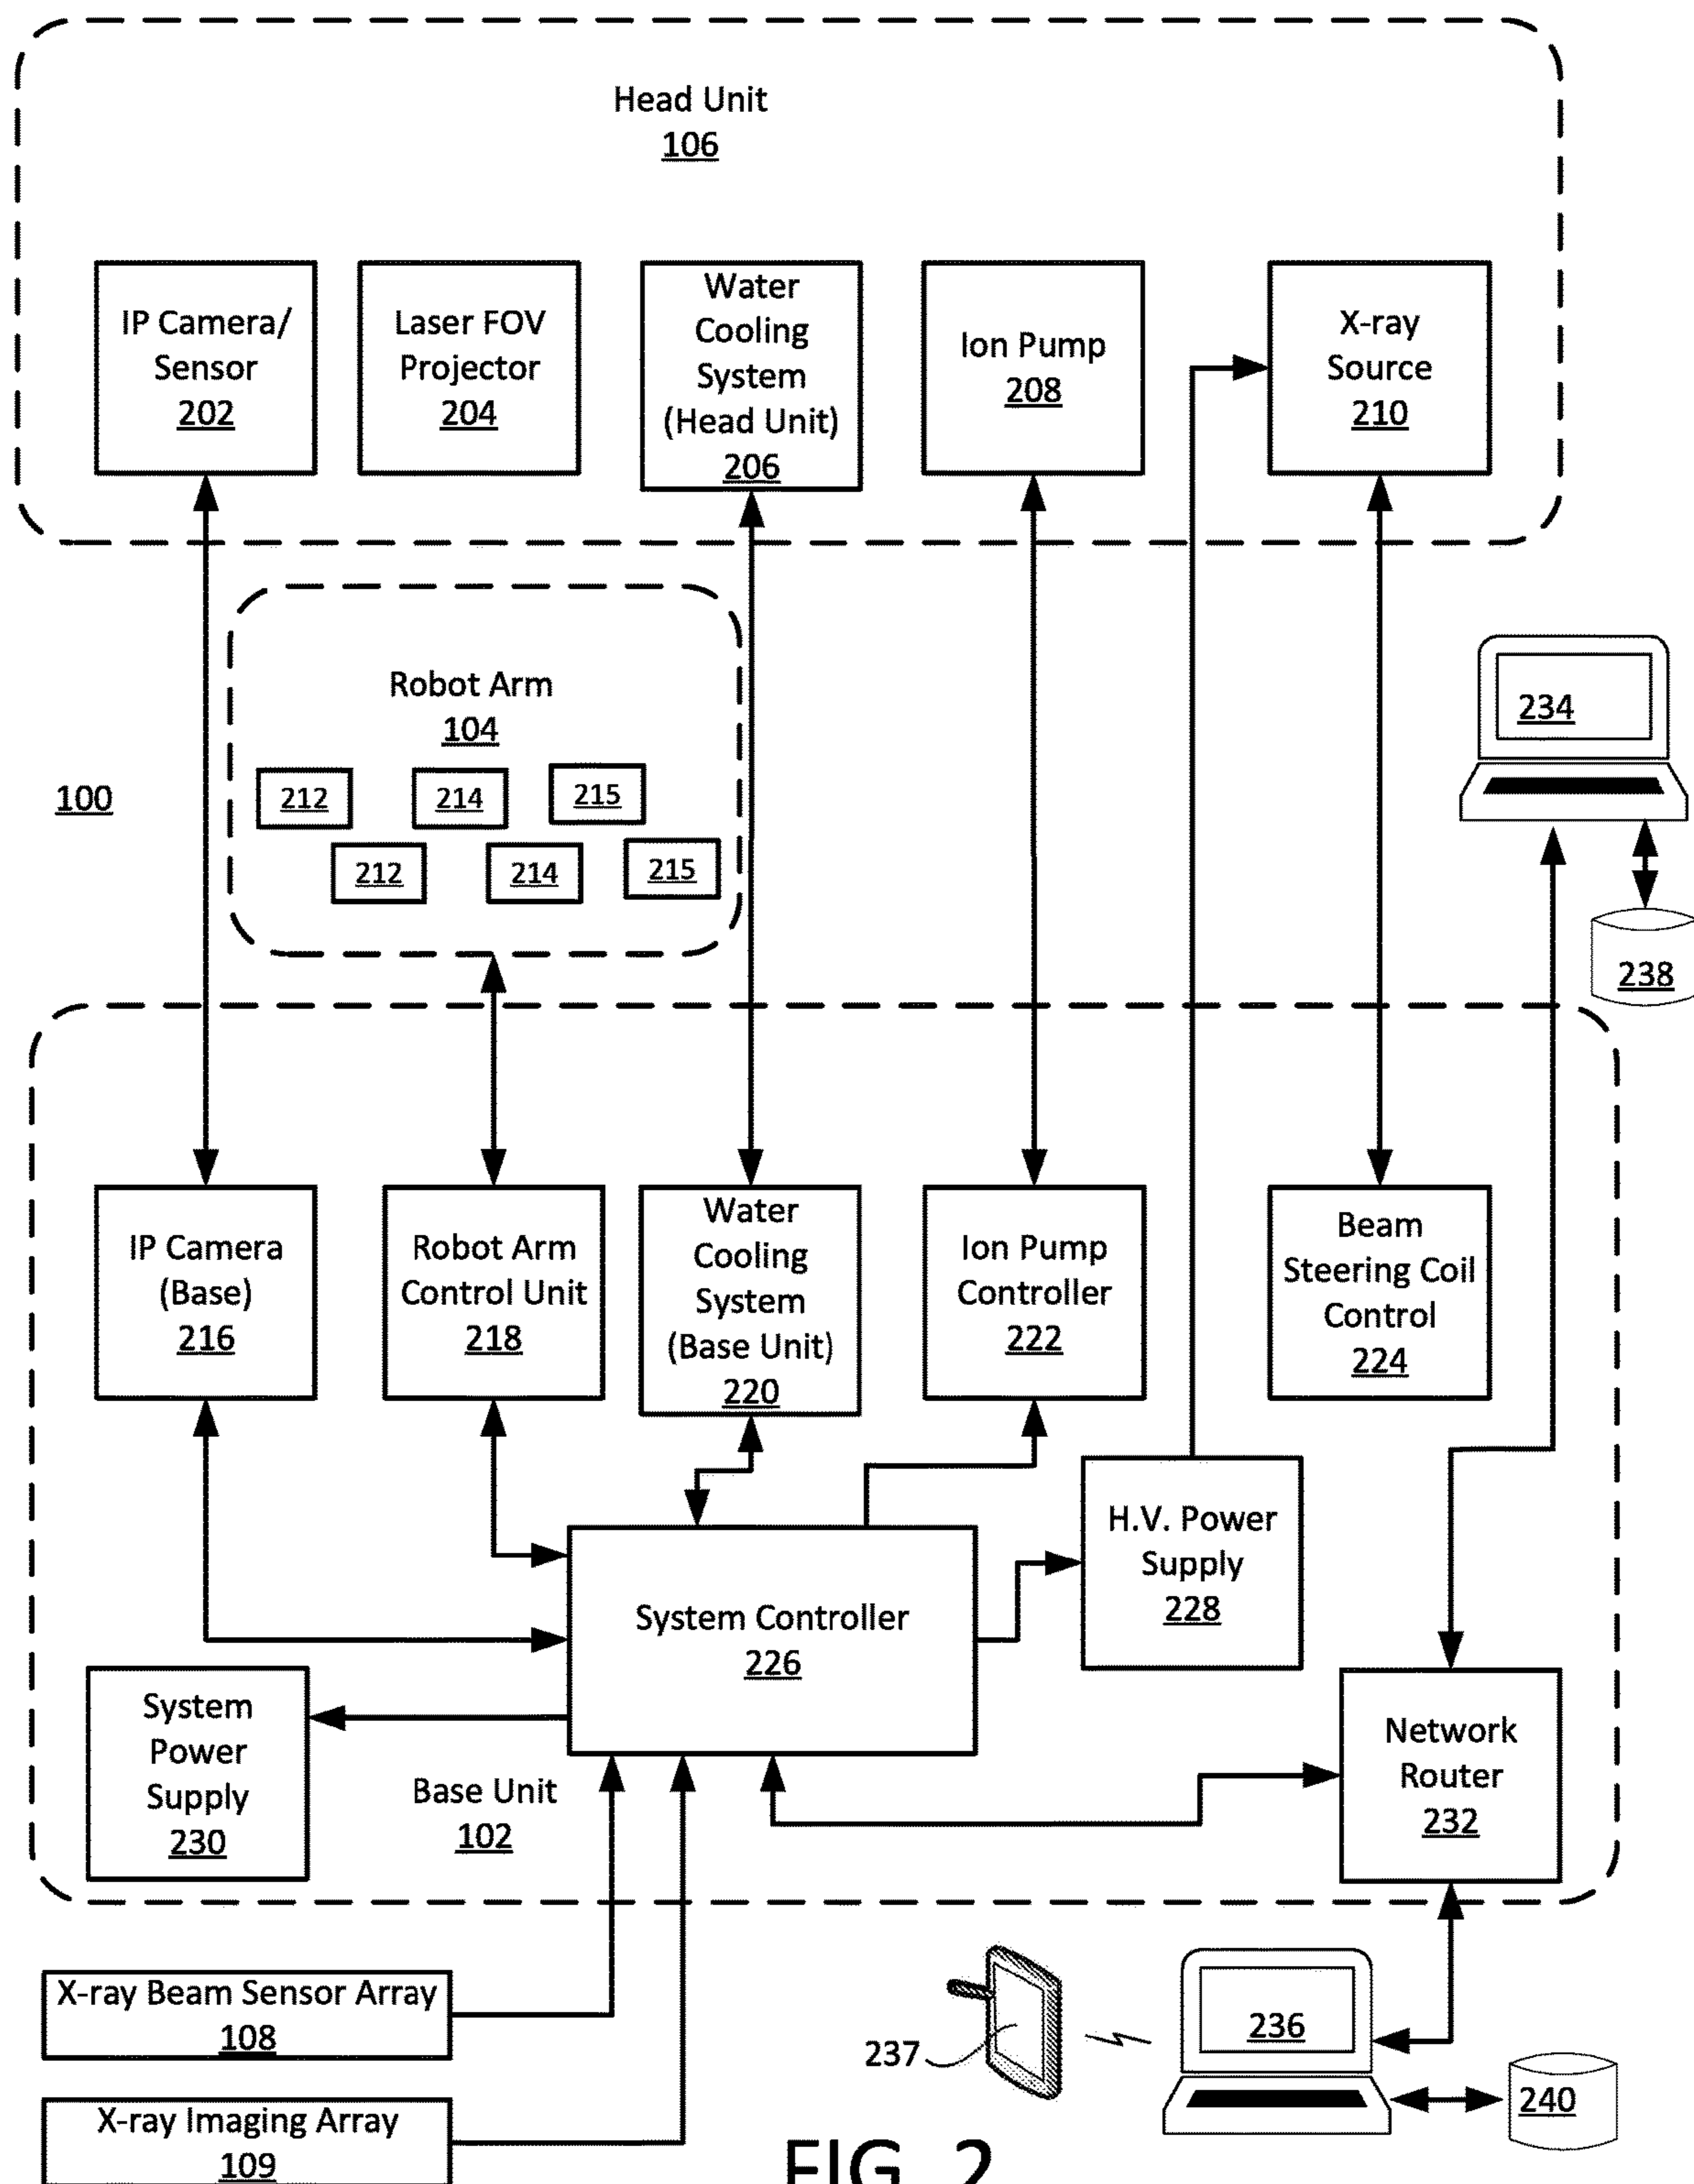 Head Unit
106
IP Camera/
Sensor
202
Laser FOV
Projector
204
Water
Cooling
System
(Head Unit)
206
Ion Pump
208
X-ray
Source
210
Robot Arm
104
212
214
215
212
214
215
100
234
238
IP Camera
(Base)
216
Robot Arm
Control Unit
218
Water
Cooling
System
(Base Unit)
220
Ion Pump
Controller
222
Beam
Steering Coil
Control
224
H.V. Power
Supply
228
System Controller
226
System
Power
Supply
230
Base Unit
102
Network
Router
232
X-ray Beam Sensor Array
108
X-ray Imaging Array
109
237
236
240
FIG. 2